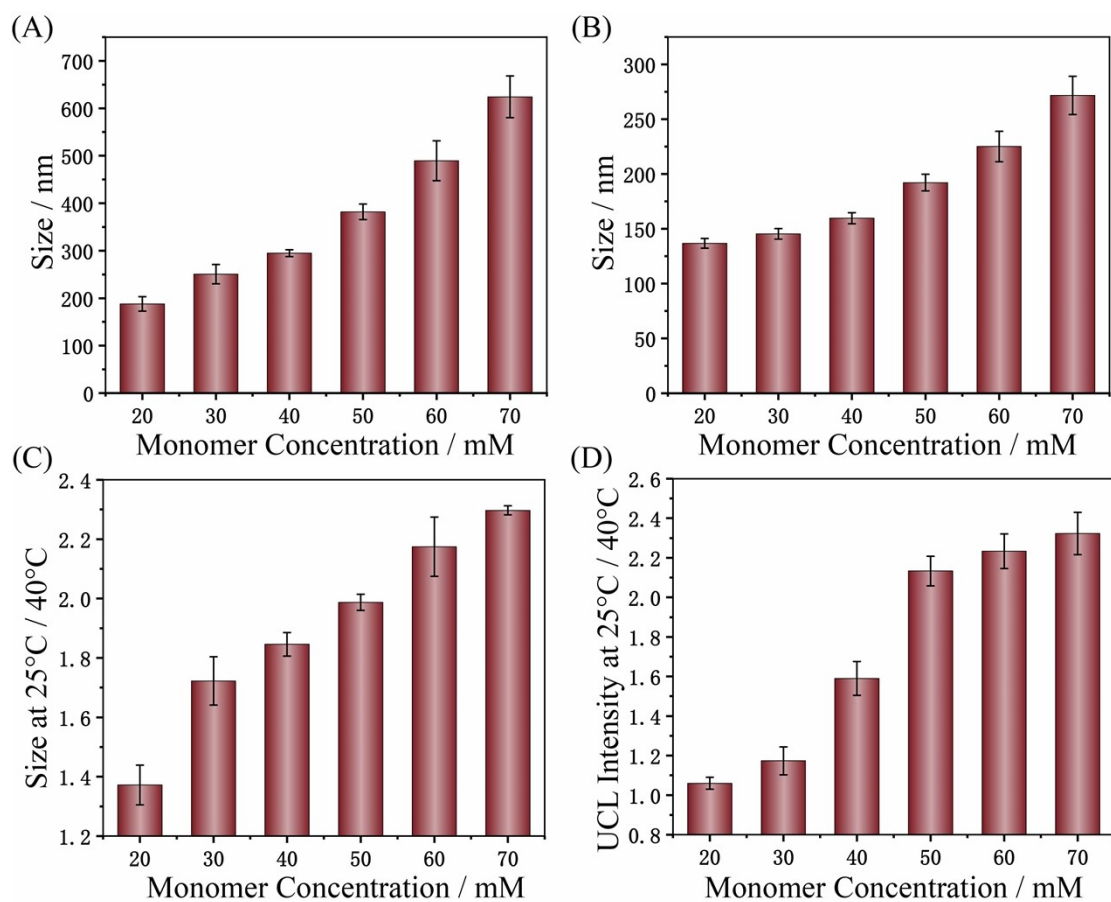 (A)
Size / nm
700
600
500
400
300
200
100
0
20 30 40 50 60 70
Monomer Concentration / mM
(B)
Size / nm
300
250
200
150
100
50
0
20 30 40 50 60 70
Monomer Concentration / mM
(C)
Size at 25°C / 40°C
2.4
2.2
2.0
1.8
1.6
1.4
1.2
20 30 40 50 60 70
Monomer Concentration / mM
(D)
UCL Intensity at 25°C / 40°C
2.6
2.4
2.2
2.0
1.8
1.6
1.4
1.2
1.0
0.8
20 30 40 50 60 70
Monomer Concentration / mM